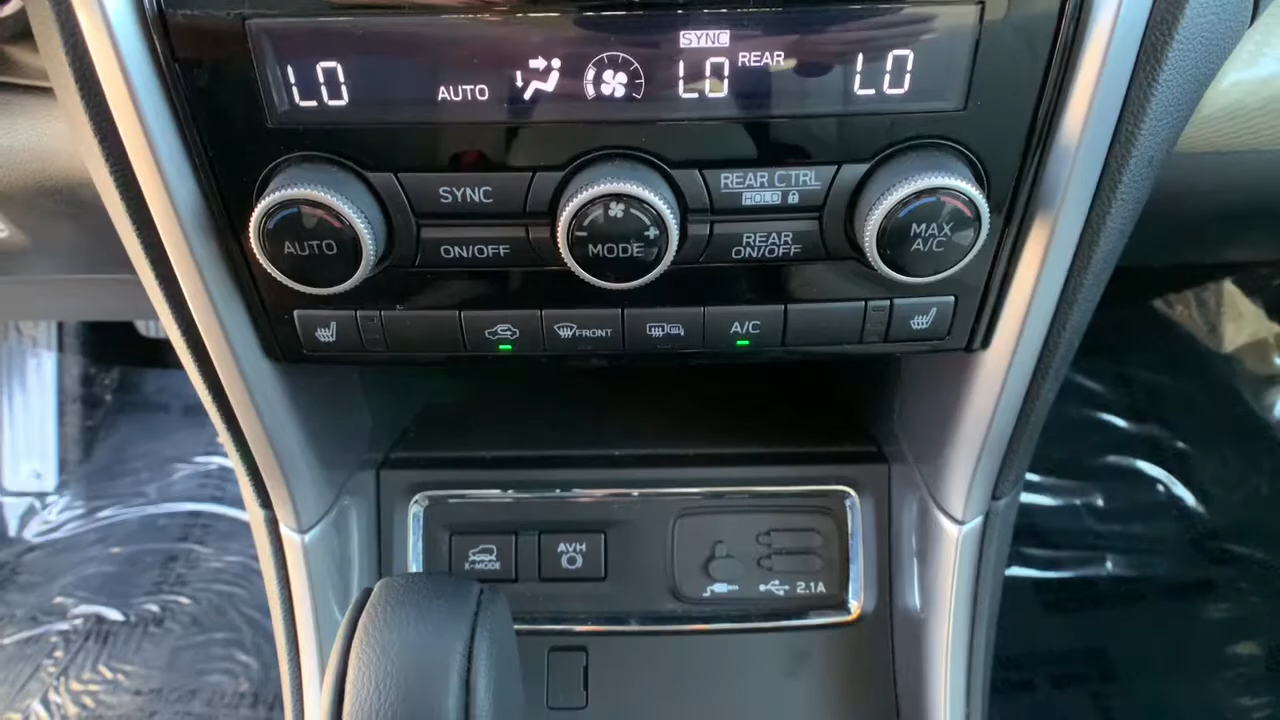 SYNC
LO AUTO LO REAR LO
SYNC
REAR CTRL
HOLD
AUTO
MODE
MAX
A/C
ON/OFF
REAR
ON/OFF
FRONT
A/C
X-MODE
AVH
2.1A